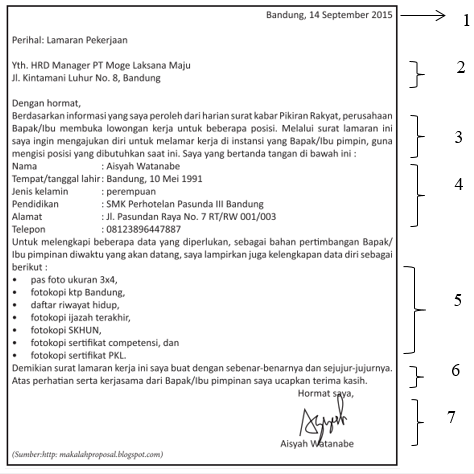 Bandung, 14 September 2015
1
Perihal: Lamaran Pekerjaan
Yth. HRD Manager PT Moge Laksana Maju
Jl. Kintamani Luhur No. 8, Bandung
2
Dengan hormat,
Berdasarkan informasi yang saya peroleh dari harian surat kabar Pikiran Rakyat, perusahaan
Bapak/Ibu membuka lowongan kerja untuk beberapa posisi. Melalui surat lamaran ini
saya ingin mengajukan diri untuk melamar kerja di instansi yang Bapak/Ibu pimpin, guna
mengisi posisi yang dibutuhkan saat ini. Saya yang bertanda tangan di bawah ini :
3
Nama : Aisyah Watanabe
Tempat/tanggal lahir: Bandung, 10 Mei 1991
Jenis kelamin : perempuan
Pendidikan : SMK Perhotelan Pasunda III Bandung
Alamat : Jl. Pasundan Raya No. 7 RT/RW 001/003
Telepon : 08123896447887
4
Untuk melengkapi beberapa data yang diperlukan, sebagai bahan pertimbangan Bapak/
Ibu pimpinan diwaktu yang akan datang, saya lampirkan juga kelengkapan data diri sebagai
berikut :
• pas foto ukuran 3x4,
• fotokopi ktp Bandung,
• daftar riwayat hidup,
• fotokopi ijazah terakhir,
• fotokopi SKHUN,
• fotokopi sertifikat competensi, dan
• fotokopi sertifikat PKL.
5
Demikian surat lamaran kerja ini saya buat dengan sebenar-benarnya dan sejujur-jujurnya.
Atas perhatian serta kerjasama dari Bapak/Ibu pimpinan saya ucapkan terima kasih.
6
Hormat saya,
7
Aisyah Watanabe
(Sumber:http: makalahproposal.blogspot.com)